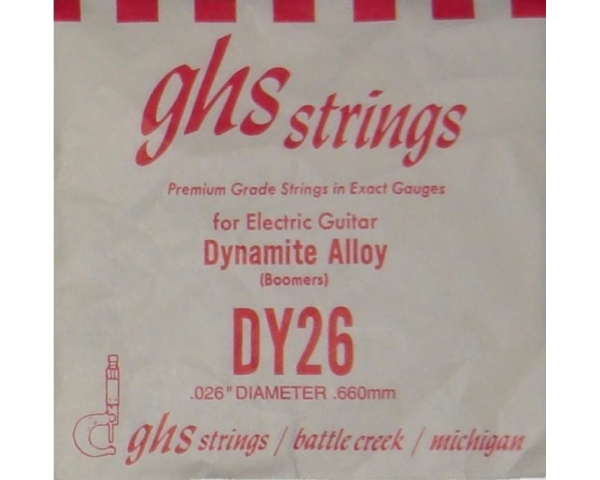 ghs strings
Premium Grade Strings in Exact Gauges
for Electric Guitar
Dynamite Alloy
(Boomers)
DY26
.026" DIAMETER .660mm
ghs strings / battle creek / michigan